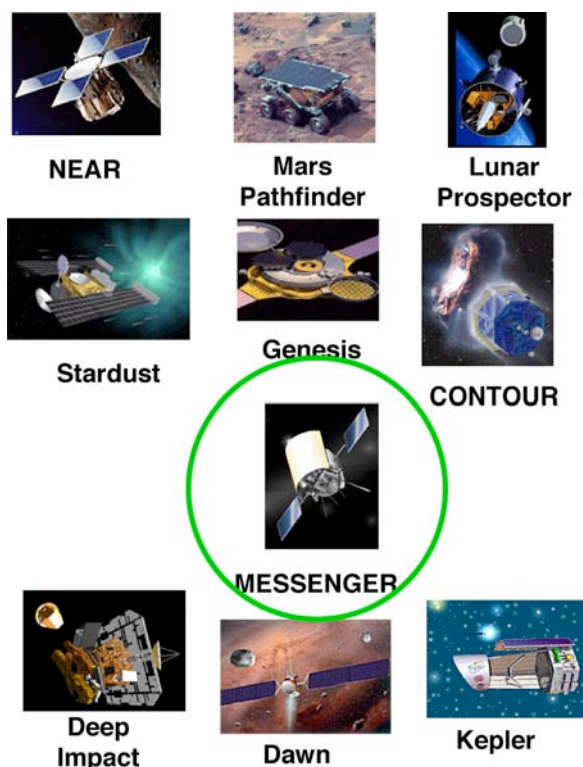 NEAR
Mars
Pathfinder
Lunar
Prospector
Stardust
Genesis
CONTOUR
MESSENGER
Deep
Impact
Dawn
Kepler